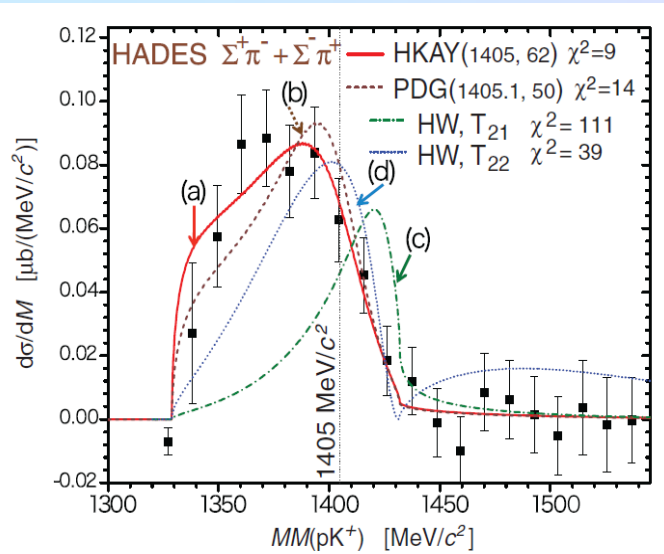 HADES Σ⁺π⁻ + Σ⁻π⁺
HKAY(1405, 62) χ²=9
PDG(1405.1, 50) χ²=14
HW, T₂₁ χ²= 111
HW, T₂₂ χ²= 39
(a)
(b)
(d)
(c)
1405 MeV/c²
dσ/dM [μb/(MeV/c²)]
0.12
0.10
0.08
0.06
0.04
0.02
0.00
-0.02
1300
1350
1400
1450
1500
MM(pK⁺) [MeV/c²]